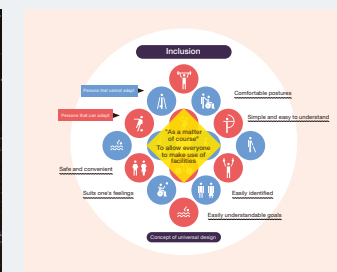 Inclusion
Persons that cannot adapt
Comfortable postures
Persons that can adapt
Simple and easy to understand
"As a matter
of course"
To allow everyone
to make use of
facilities
Safe and convenient
Suits one's feelings
Easily identified
Easily understandable goals
Concept of universal design